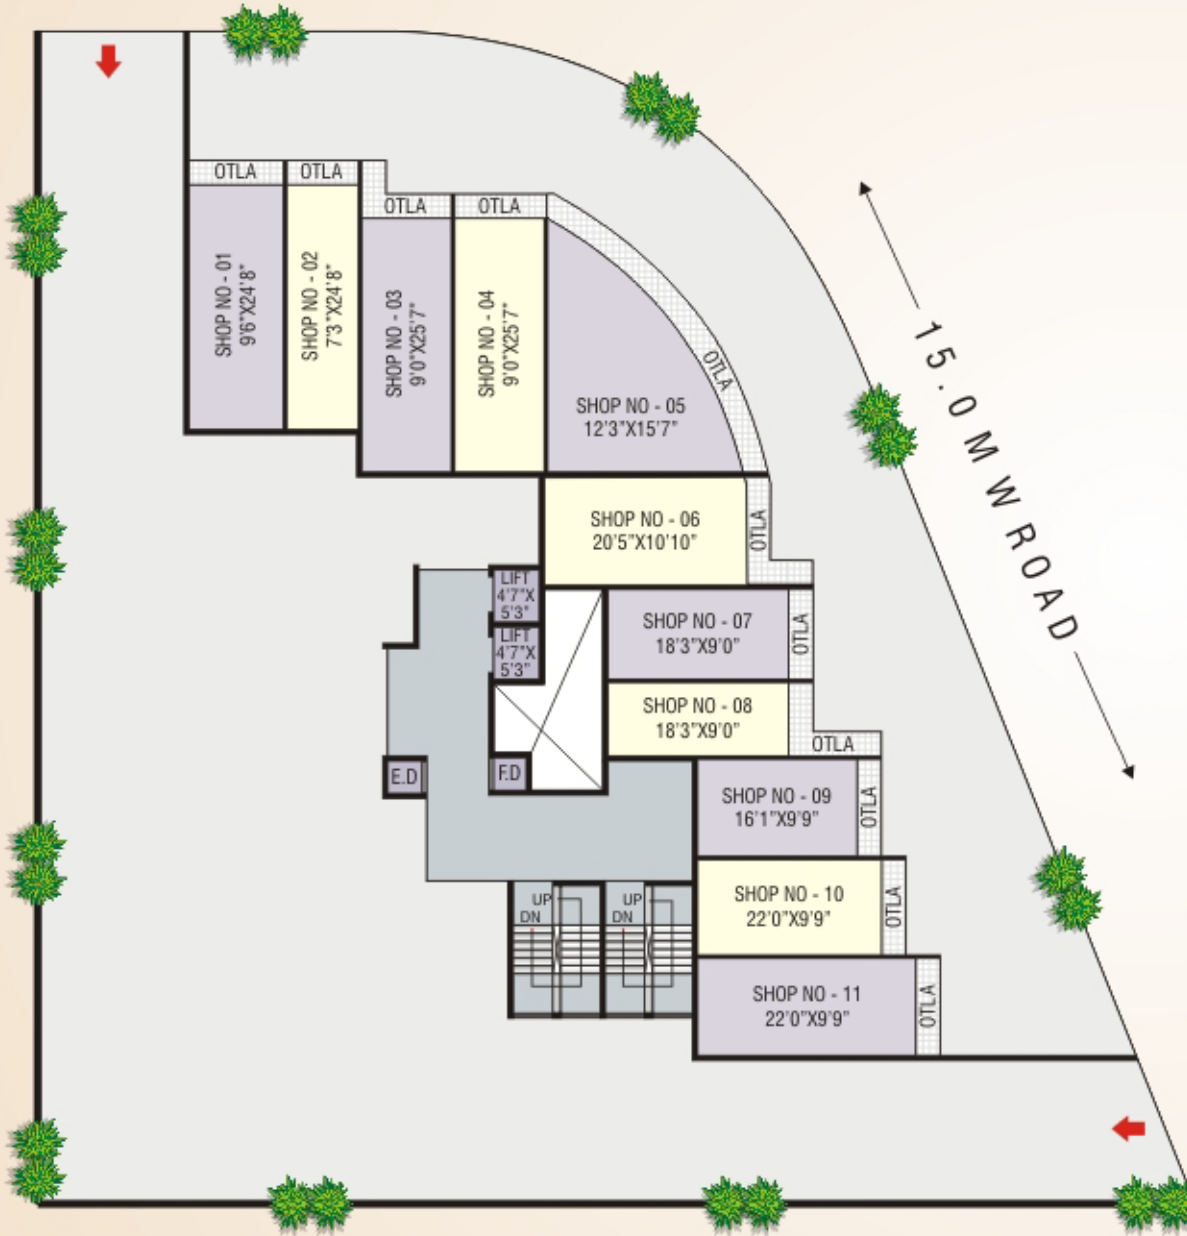 OTLA
OTLA
OTLA
OTLA
SHOP NO - 01
9'6"X24'8"
SHOP NO - 02
7'3"X24'8"
SHOP NO - 03
9'0"X25'7"
SHOP NO - 04
9'0"X25'7"
OTLA
SHOP NO - 05
12'3"X15'7"
15.0 M W ROAD
SHOP NO - 06
20'5"X10'10"
OTLA
LIFT
4'7"X
5'3"
LIFT
4'7"X
5'3"
SHOP NO - 07
18'3"X9'0"
OTLA
SHOP NO - 08
18'3"X9'0"
OTLA
E.D
F.D
SHOP NO - 09
16'1"X9'9"
OTLA
SHOP NO - 10
22'0"X9'9"
OTLA
UP
DN
UP
DN
SHOP NO - 11
22'0"X9'9"
OTLA